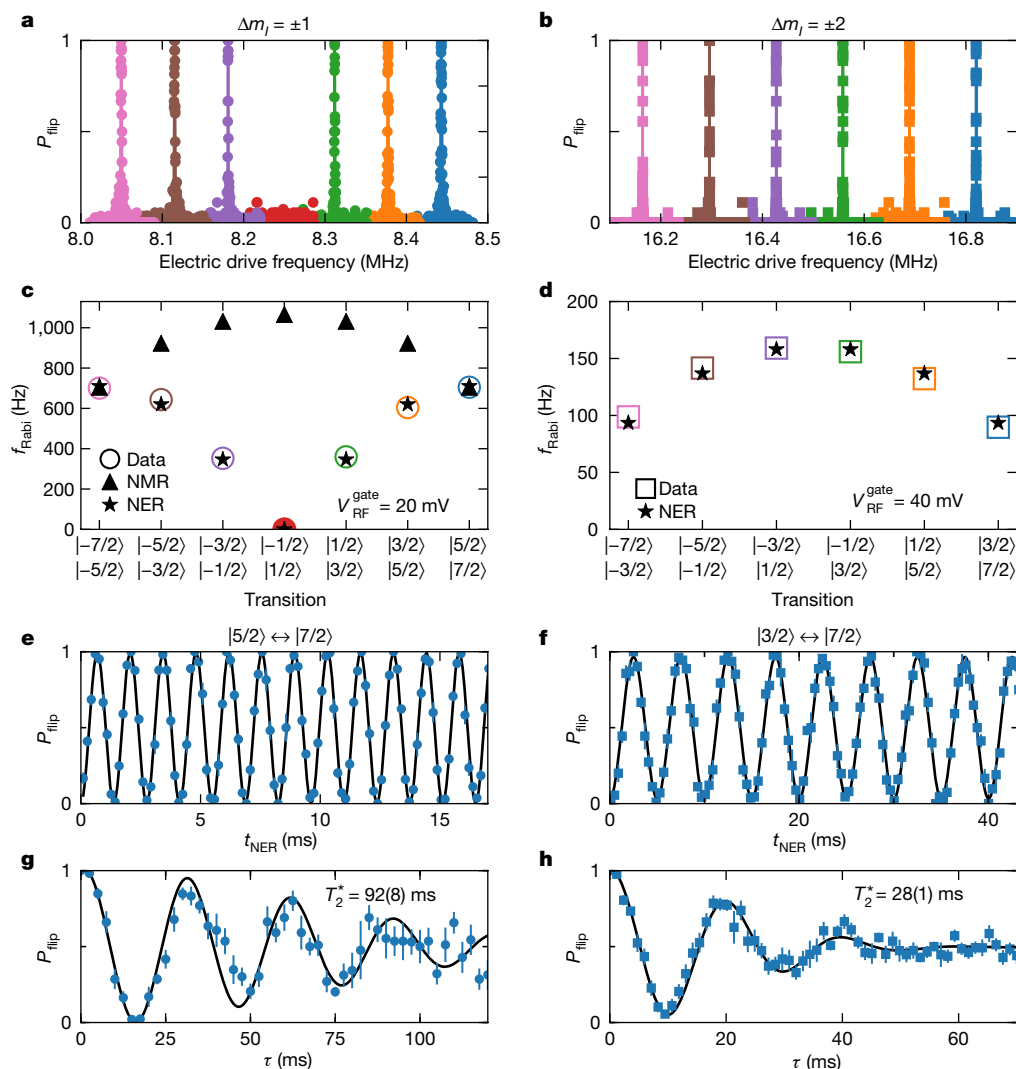 a
Δm_I = ±1
P_flip
1
0
8.0 8.1 8.2 8.3 8.4 8.5
Electric drive frequency (MHz)
b
Δm_I = ±2
P_flip
1
0
16.2 16.4 16.6 16.8
Electric drive frequency (MHz)
c
f_Rabi (Hz)
1,000
800
600
400
200
0
Data
NMR
NER
V_RF^gate = 20 mV
|−7/2⟩ |−5/2⟩ |−3/2⟩ |−1/2⟩ |1/2⟩ |3/2⟩ |5/2⟩
|−5/2⟩ |−3/2⟩ |−1/2⟩ |1/2⟩ |3/2⟩ |5/2⟩ |7/2⟩
Transition
d
f_Rabi (Hz)
200
150
100
50
0
Data
NER
V_RF^gate = 40 mV
|−7/2⟩ |−5/2⟩ |−3/2⟩ |−1/2⟩ |1/2⟩ |3/2⟩
|−3/2⟩ |−1/2⟩ |1/2⟩ |3/2⟩ |5/2⟩ |7/2⟩
Transition
e
|5/2⟩ ↔ |7/2⟩
P_flip
1
0
0 5 10 15
t_NER (ms)
f
|3/2⟩ ↔ |7/2⟩
P_flip
1
0
0 20 40
t_NER (ms)
g
P_flip
1
0
T_2^* = 92(8) ms
0 25 50 75 100
τ (ms)
h
P_flip
1
0
T_2^* = 28(1) ms
0 20 40 60
τ (ms)